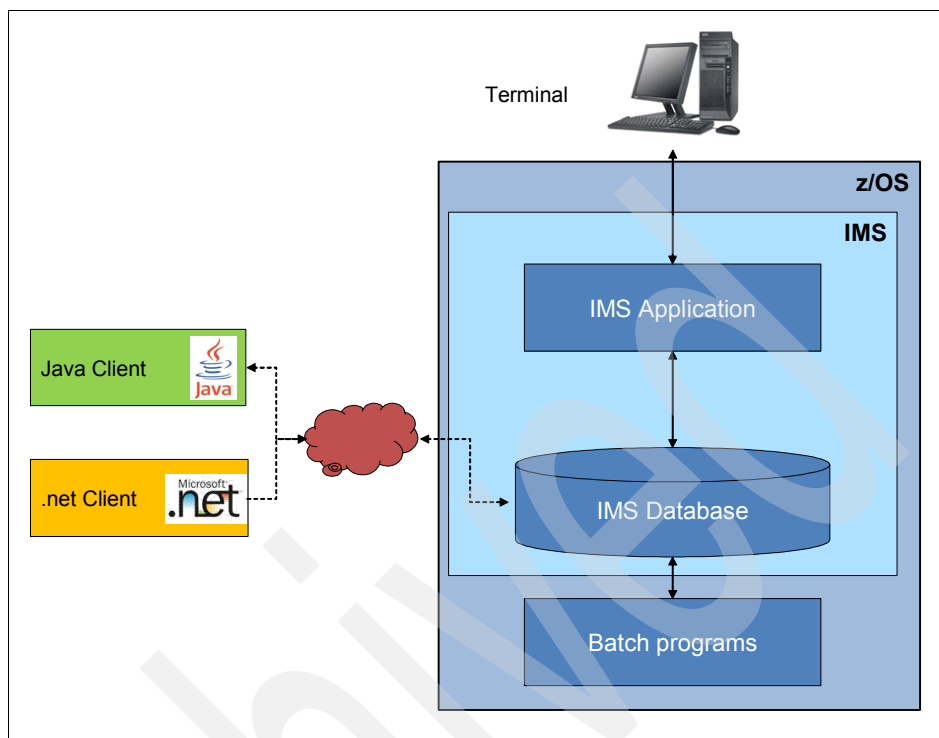 Terminal
z/OS
IMS
IMS Application
Java Client
Java
.net Client
Microsoft
.net
IMS Database
Batch programs